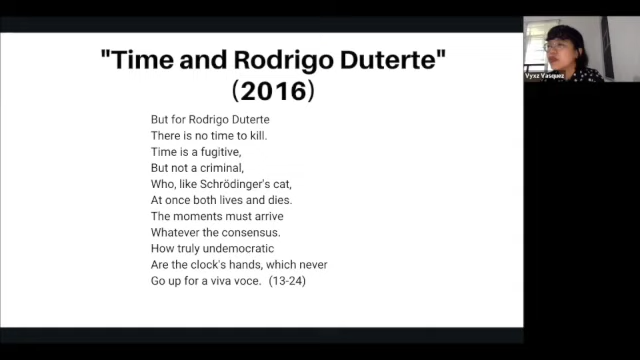 "Time and Rodrigo Duterte"
(2016)
But for Rodrigo Duterte
There is no time to kill.
Time is a fugitive,
But not a criminal,
Who, like Schrödinger's cat,
At once both lives and dies.
The moments must arrive
Whatever the consensus.
How truly undemocratic
Are the clock's hands, which never
Go up for a viva voce. (13-24)
Vyxz Vasquez